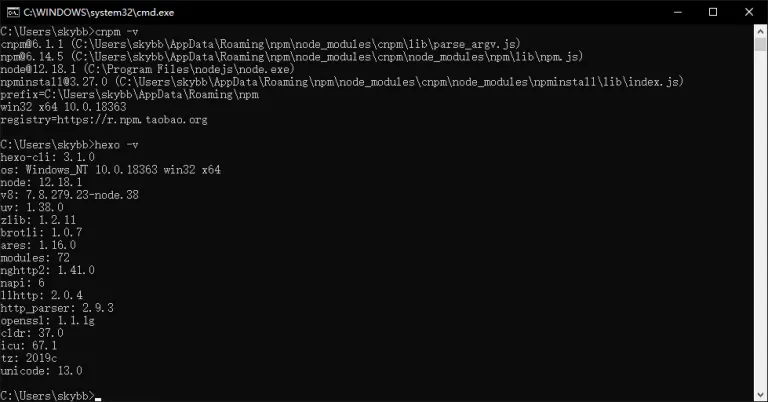 C:\WINDOWS\system32\cmd.exe
C:\Users\skybb>cnpm -v
cnpm@6.1.1 (C:\Users\skybb\AppData\Roaming\npm\node_modules\cnpm\lib\parse_argv.js)
npm@6.14.5 (C:\Users\skybb\AppData\Roaming\npm\node_modules\cnpm\node_modules\npm\lib\npm.js)
node@12.18.1 (C:\Program Files\nodejs\node.exe)
npminstall@3.27.0 (C:\Users\skybb\AppData\Roaming\npm\node_modules\cnpm\node_modules\npminstall\lib\index.js)
prefix=C:\Users\skybb\AppData\Roaming\npm
win32 x64 10.0.18363
registry=https://r.npm.taobao.org
C:\Users\skybb>hexo -v
hexo-cli: 3.1.0
os: Windows_NT 10.0.18363 win32 x64
node: 12.18.1
v8: 7.8.279.23-node.38
uv: 1.38.0
zlib: 1.2.11
brotli: 1.0.7
ares: 1.16.0
modules: 72
nghttp2: 1.41.0
napi: 6
llhttp: 2.0.4
http_parser: 2.9.3
openssl: 1.1.1g
cldr: 37.0
icu: 67.1
tz: 2019c
unicode: 13.0
C:\Users\skybb>